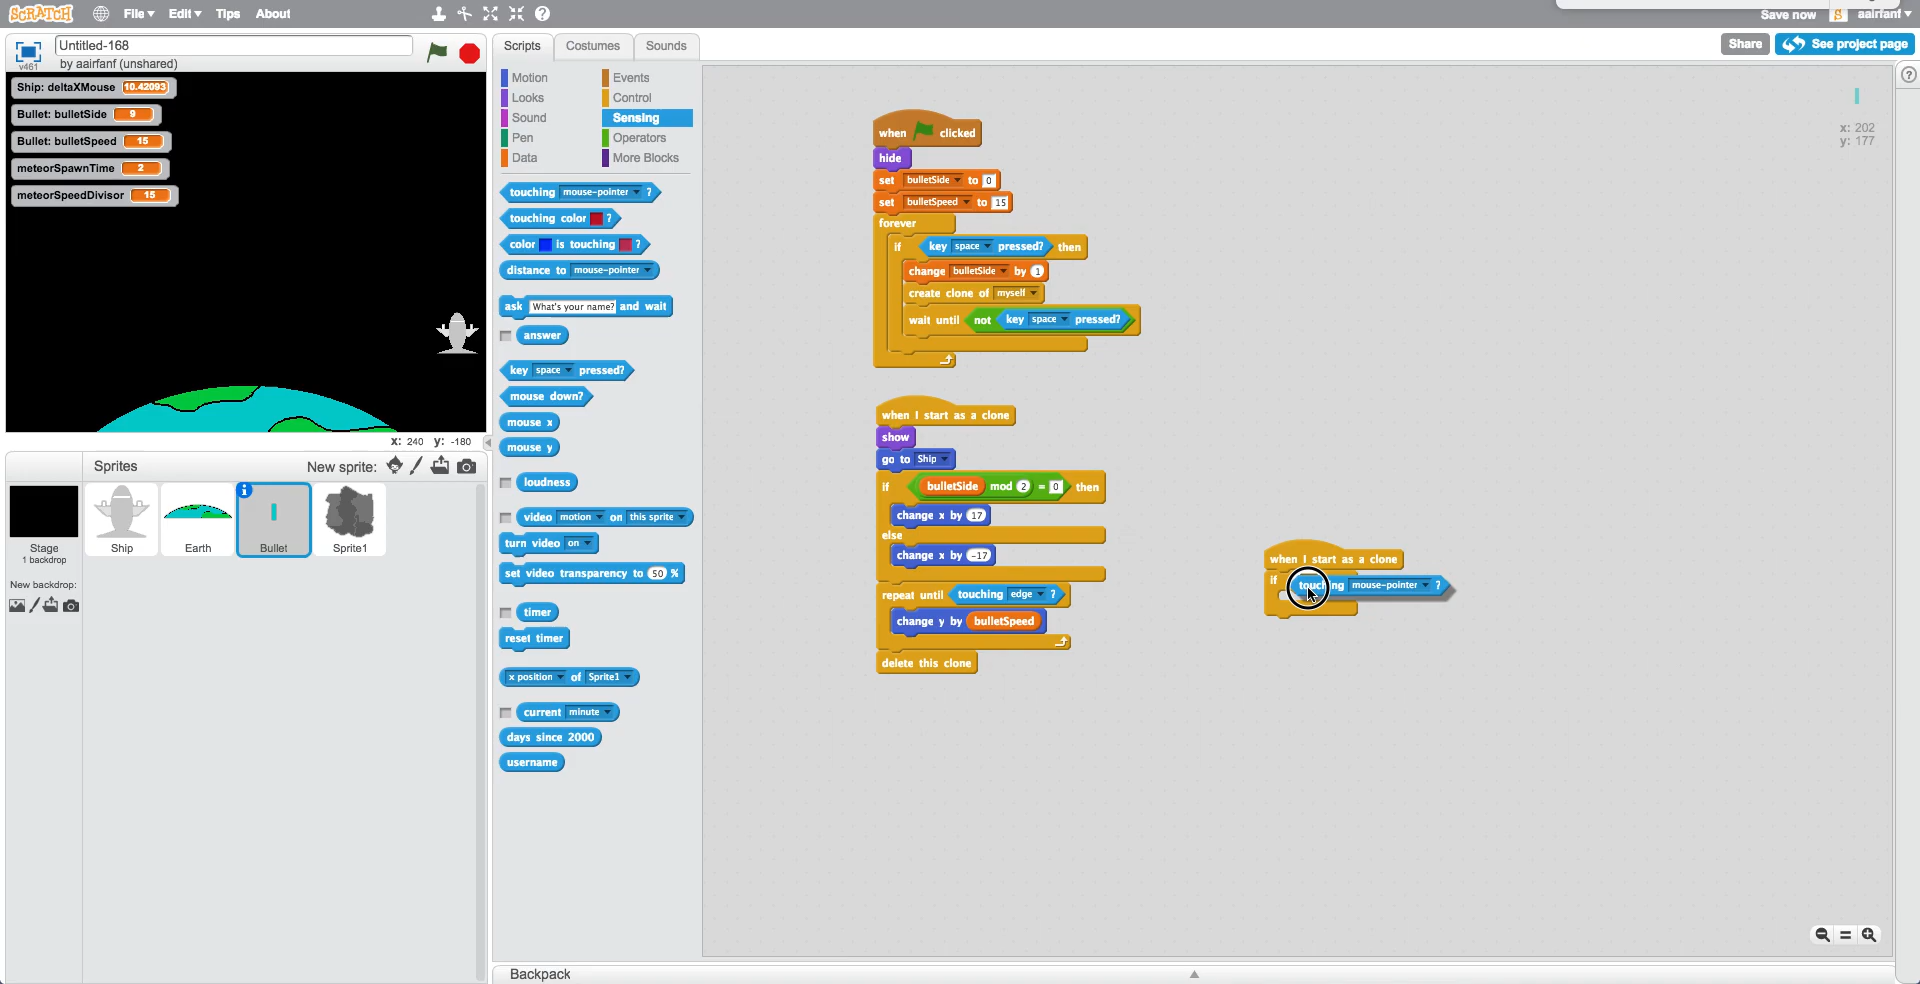 SCRATCH File Edit Tips About Save now aairfanf
v461 Untitled-168
by aairfanf (unshared)
Scripts Costumes Sounds Share See project page
Ship: deltaXMouse 10.42093
Bullet: bulletSide 9
Bullet: bulletSpeed 15
meteorSpawnTime 2
meteorSpeedDivisor 15
x: 240 y: -180
Sprites New sprite:
Stage
1 backdrop
New backdrop:
Ship Earth Bullet Sprite1
Motion Events
Looks Control
Sound Sensing
Pen Operators
Data More Blocks
touching mouse-pointer ?
touching color ?
color is touching ?
distance to mouse-pointer
ask What's your name? and wait
answer
key space pressed?
mouse down?
mouse x
mouse y
loudness
video motion on this sprite
turn video on
set video transparency to 50 %
timer
reset timer
x position of Sprite1
current minute
days since 2000
username
when clicked
hide
set bulletSide to 0
set bulletSpeed to 15
forever
if key space pressed? then
change bulletSide by 1
create clone of myself
wait until not key space pressed?
when I start as a clone
show
go to Ship
if bulletSide mod 2 = 0 then
change x by 17
else
change x by -17
repeat until touching edge ?
change y by bulletSpeed
delete this clone
when I start as a clone
if touching mouse-pointer ?
x: 202
y: 177
Backpack